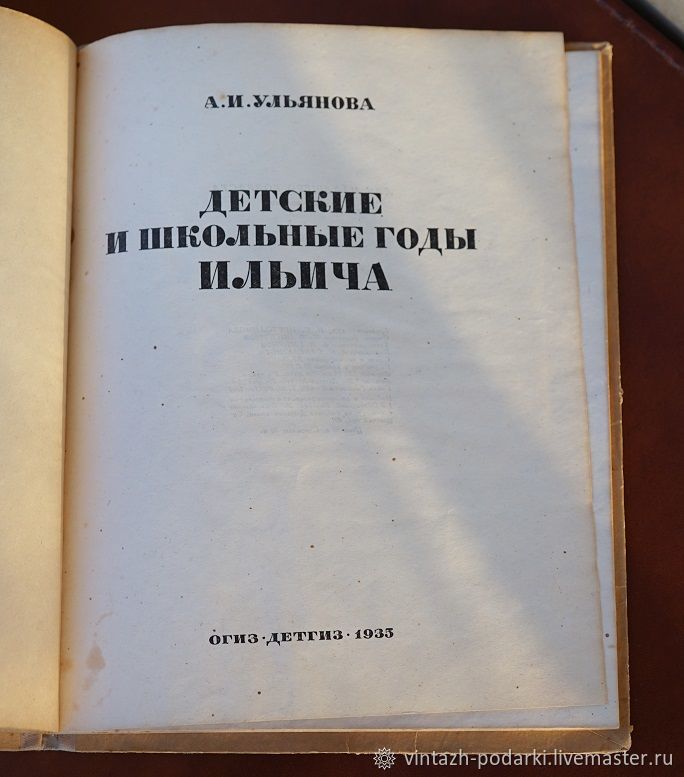 А. И. УЛЬЯНОВА
ДЕТСКИЕ
И ШКОЛЬНЫЕ ГОДЫ
ИЛЬИЧА
ОГИЗ · ДЕТГИЗ · 1935
vintazh-podarki.livemaster.ru